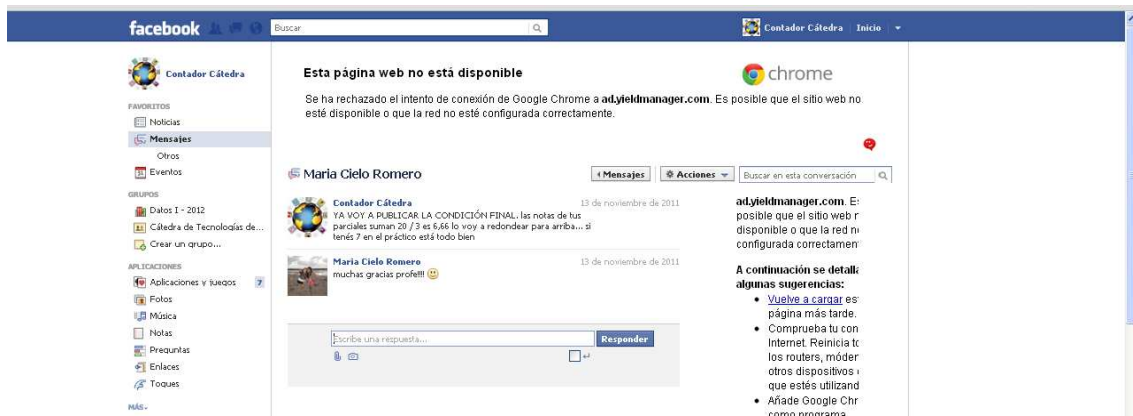 facebook
Buscar
Contador Cátedra
Inicio
Contador Cátedra
FAVORITOS
Noticias
Mensajes
Otros
Eventos
GRUPOS
Datos I - 2012
Cátedra de Tecnologías de...
Crear un grupo...
APLICACIONES
Aplicaciones y juegos 7
Fotos
Música
Notas
Preguntas
Enlaces
Toques
MÁS
Esta página web no está disponible
chrome
Se ha rechazado el intento de conexión de Google Chrome a ad.yieldmanager.com. Es posible que el sitio web no
esté disponible o que la red no esté configurada correctamente.
Maria Cielo Romero
Mensajes
Acciones
Buscar en esta conversación
Contador Cátedra
13 de noviembre de 2011
YA VOY A PUBLICAR LA CONDICIÓN FINAL. las notas de tus
parciales suman 20 / 3 es 6,66 lo voy a redondear para arriba... si
tenés 7 en el práctico está todo bien
Maria Cielo Romero
13 de noviembre de 2011
muchas gracias profe!!!
Escribe una respuesta...
Responder
ad.yieldmanager.com. Es
posible que el sitio web n
disponible o que la red no
configurada correctamen
A continuación se detalla
algunas sugerencias:
Vuelve a cargar es
página más tarde.
Comprueba tu con
Internet. Reinicia to
los routers, móder
otros dispositivos
que estés utilizand
Añade Google Chr
como programa